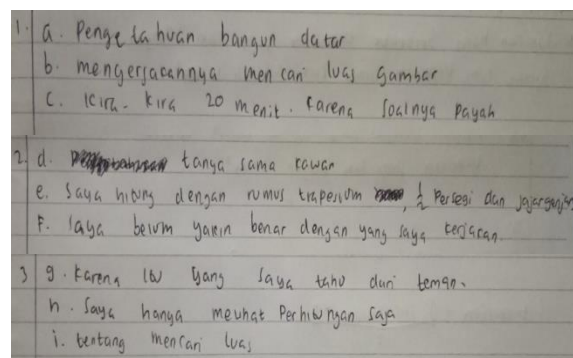 1. a. Pengetahuan bangun datar
b. mengerjacannya mencari luas gambar
c. Kira-kira 20 menit. Karena Soalnya Payah
2. d. tanya sama kawan
e. Saya hitung dengan rumus trapesium, 1/2 Persegi dan jajargenjang
F. Saya belum yakin benar dengan yang saya kerjakan.
3 g. Karena itu yang saya tahu dari teman.
h. Saya hanya melihat Perhitungan saja
i. tentang mencari luas